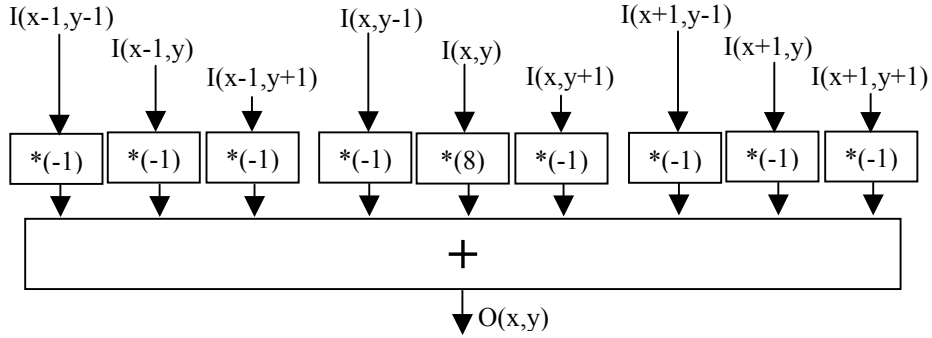 I(x-1,y-1)
I(x-1,y)
I(x-1,y+1)
I(x,y-1)
I(x,y)
I(x,y+1)
I(x+1,y-1)
I(x+1,y)
I(x+1,y+1)
*(-1) *(-1) *(-1) *(-1) *(8) *(-1) *(-1) *(-1) *(-1)
+
O(x,y)